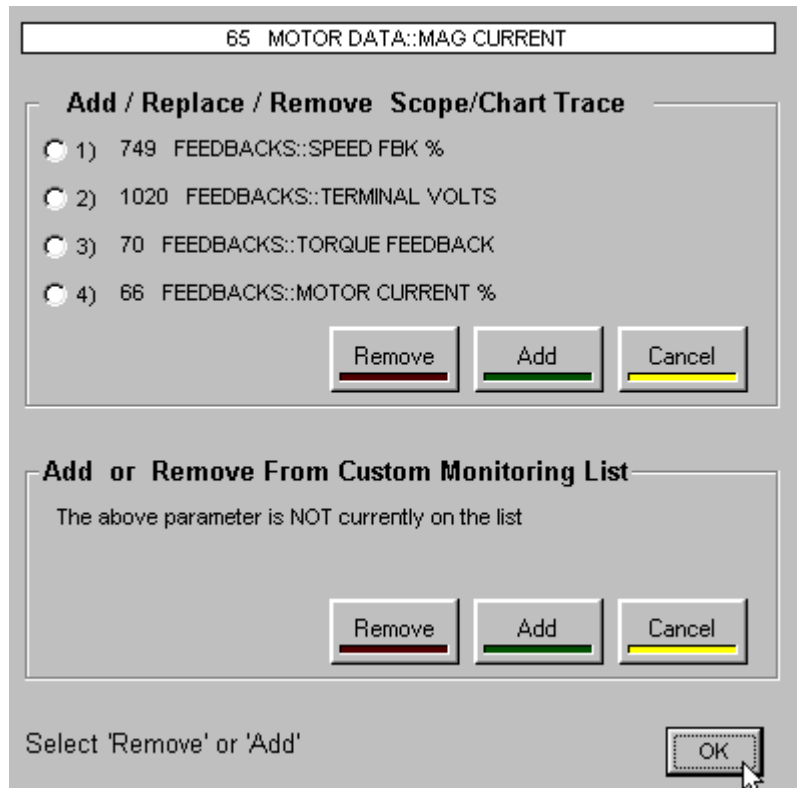 65 MOTOR DATA::MAG CURRENT
Add / Replace / Remove Scope/Chart Trace
1) 749 FEEDBACKS::SPEED FBK %
2) 1020 FEEDBACKS::TERMINAL VOLTS
3) 70 FEEDBACKS::TORQUE FEEDBACK
4) 66 FEEDBACKS::MOTOR CURRENT %
Remove Add Cancel
Add or Remove From Custom Monitoring List
The above parameter is NOT currently on the list
Remove Add Cancel
Select 'Remove' or 'Add'
OK